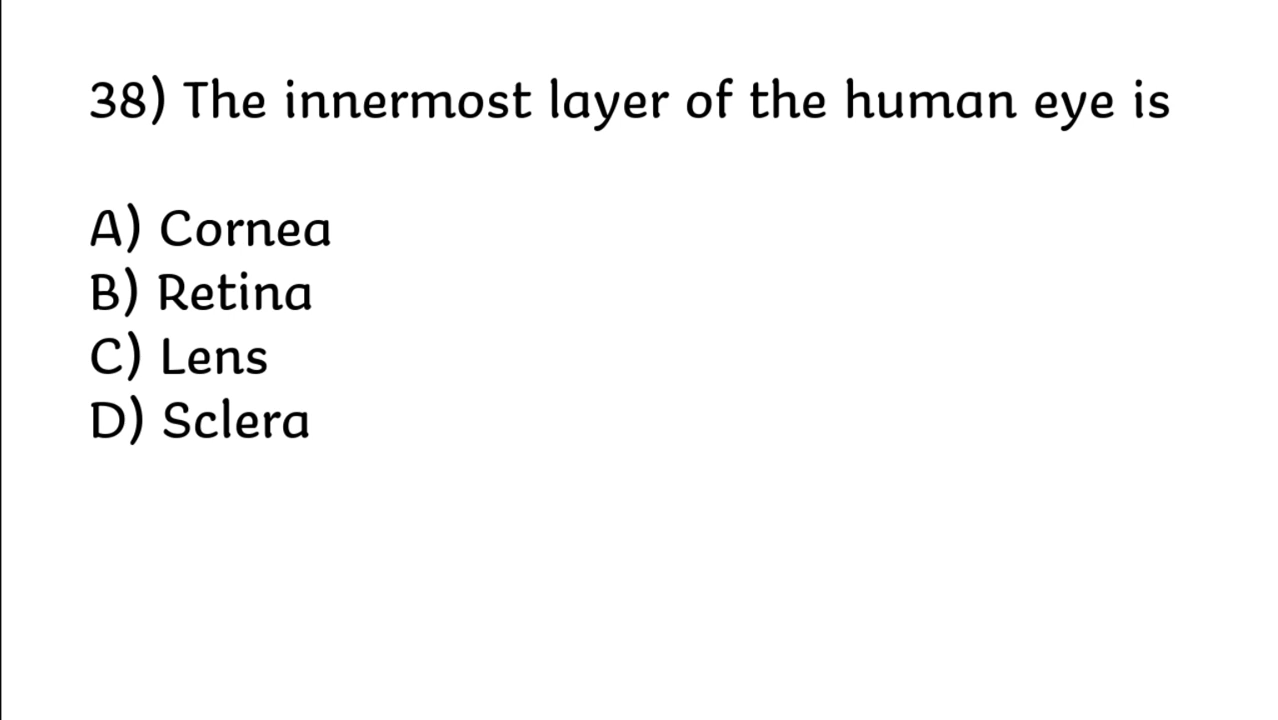 38) The innermost layer of the human eye is
A) Cornea
B) Retina
C) Lens
D) Sclera